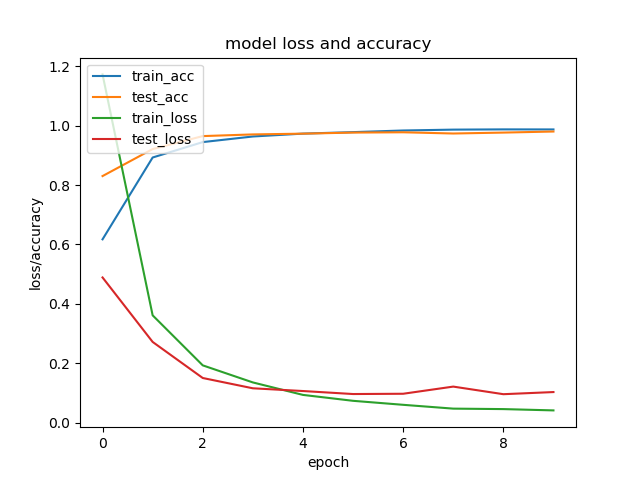 model loss and accuracy
train_acc
test_acc
train_loss
test_loss
loss/accuracy
1.2
1.0
0.8
0.6
0.4
0.2
0.0
0 2 4 6 8
epoch